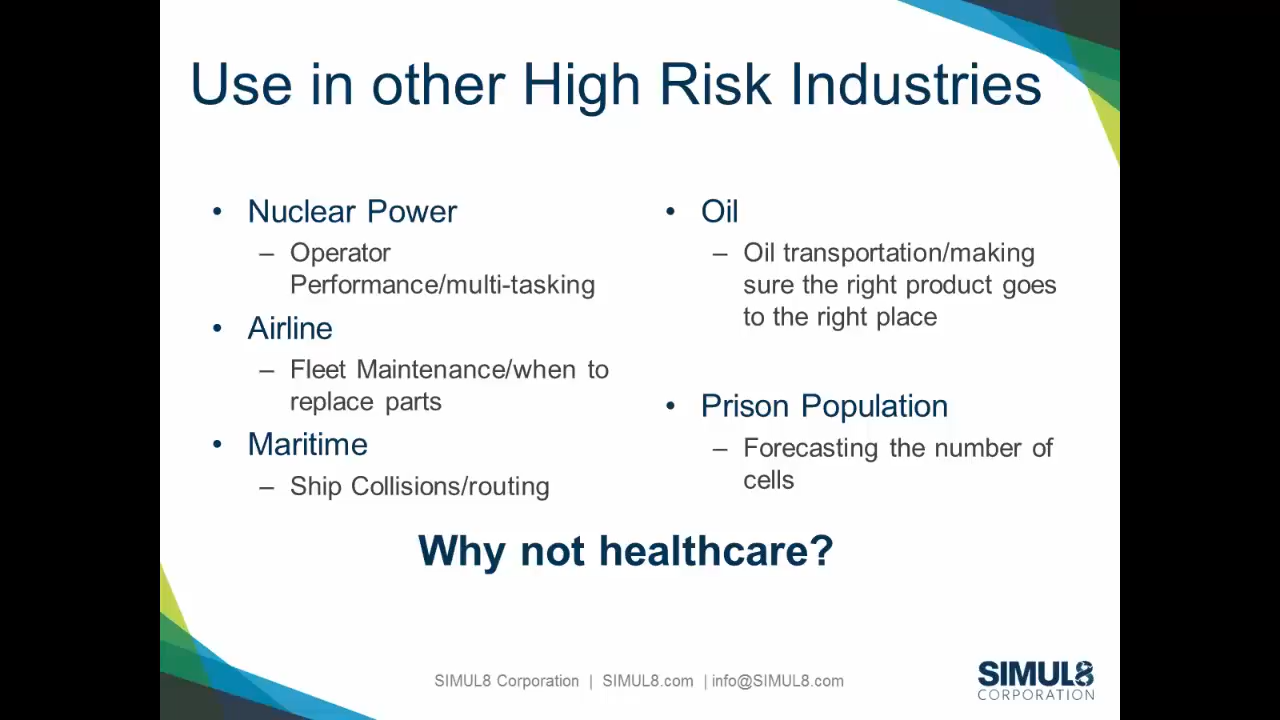 Use in other High Risk Industries
• Nuclear Power
– Operator
Performance/multi-tasking
• Airline
– Fleet Maintenance/when to
replace parts
• Maritime
– Ship Collisions/routing
• Oil
– Oil transportation/making
sure the right product goes
to the right place
• Prison Population
– Forecasting the number of
cells
Why not healthcare?
SIMUL8 Corporation | SIMUL8.com | info@SIMUL8.com
SIMUL8
CORPORATION